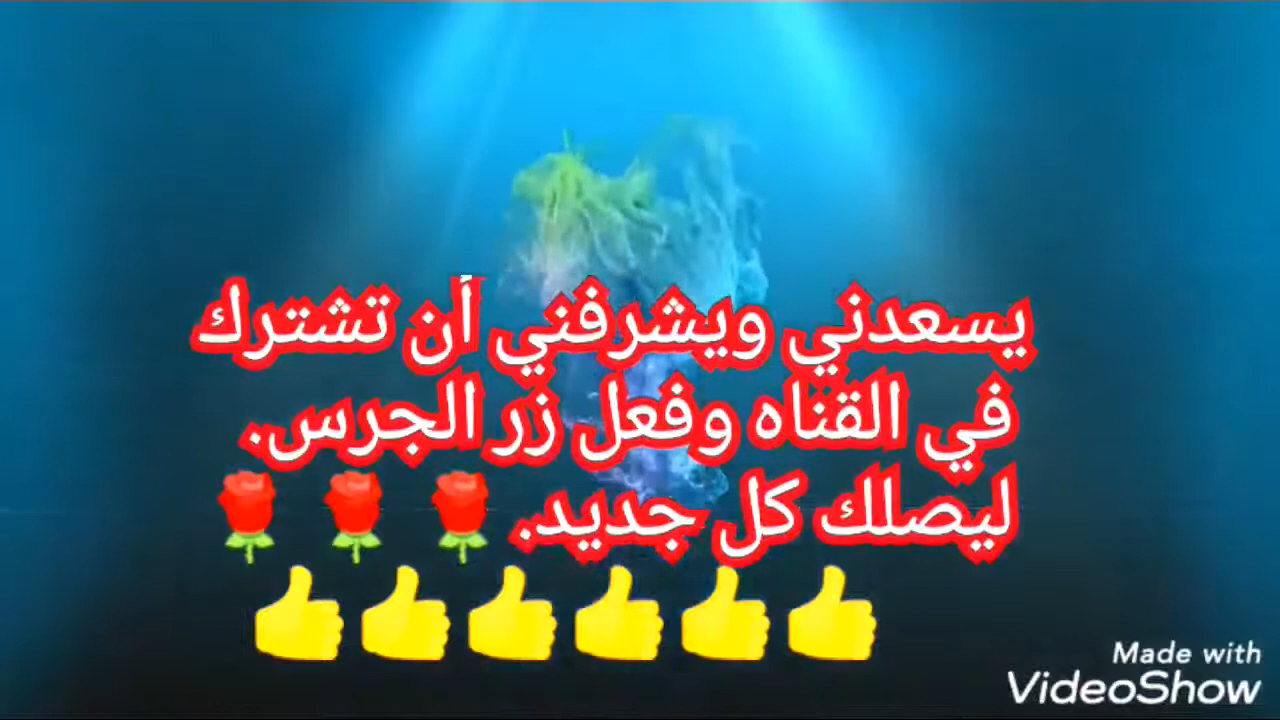 يسعدني ويشرفني أن تشترك
في القناه وفعل زر الجرس.
ليصلك كل جديد. 🌹 🌹 🌹
👍👍👍👍👍👍
Made with
VideoShow